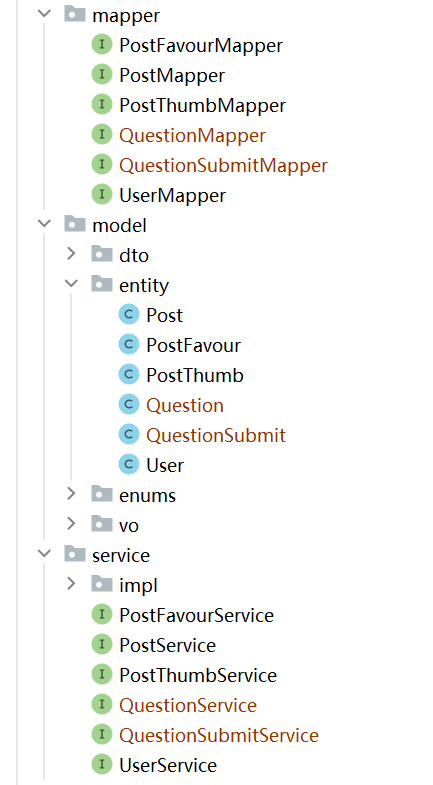 mapper
I PostFavourMapper
I PostMapper
I PostThumbMapper
I QuestionMapper
I QuestionSubmitMapper
I UserMapper
model
dto
entity
C Post
C PostFavour
C PostThumb
C Question
C QuestionSubmit
C User
enums
vo
service
impl
I PostFavourService
I PostService
I PostThumbService
I QuestionService
I QuestionSubmitService
I UserService